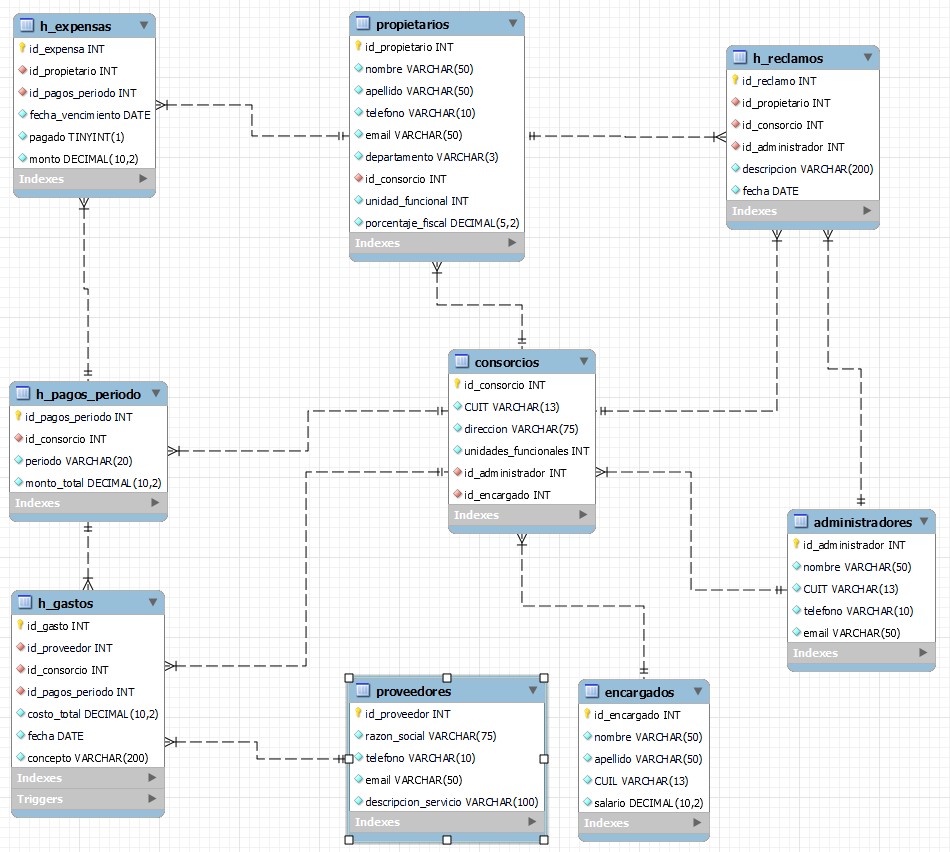 h_expensas
id_expensa INT
id_propietario INT
id_pagos_periodo INT
fecha_vencimiento DATE
pagado TINYINT(1)
monto DECIMAL(10,2)
Indexes
propietarios
id_propietario INT
nombre VARCHAR(50)
apellido VARCHAR(50)
telefono VARCHAR(10)
email VARCHAR(50)
departamento VARCHAR(3)
id_consorcio INT
unidad_funcional INT
porcentaje_fiscal DECIMAL(5,2)
Indexes
h_reclamos
id_reclamo INT
id_propietario INT
id_consorcio INT
id_administrador INT
descripcion VARCHAR(200)
fecha DATE
Indexes
h_pagos_periodo
id_pagos_periodo INT
id_consorcio INT
periodo VARCHAR(20)
monto_total DECIMAL(10,2)
Indexes
consorcios
id_consorcio INT
CUIT VARCHAR(13)
direccion VARCHAR(75)
unidades_funcionales INT
id_administrador INT
id_encargado INT
Indexes
administradores
id_administrador INT
nombre VARCHAR(50)
CUIT VARCHAR(13)
telefono VARCHAR(10)
email VARCHAR(50)
Indexes
h_gastos
id_gasto INT
id_proveedor INT
id_consorcio INT
id_pagos_periodo INT
costo_total DECIMAL(10,2)
fecha DATE
concepto VARCHAR(200)
Indexes
Triggers
proveedores
id_proveedor INT
razon_social VARCHAR(75)
telefono VARCHAR(10)
email VARCHAR(50)
descripcion_servicio VARCHAR(100)
Indexes
encargados
id_encargado INT
nombre VARCHAR(50)
apellido VARCHAR(50)
CUIL VARCHAR(13)
salario DECIMAL(10,2)
Indexes